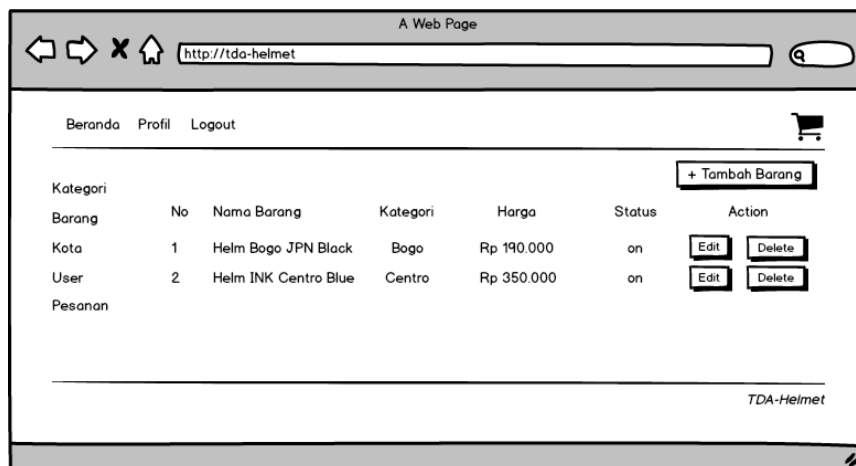 A Web Page
http://tda-helmet
Beranda Profil Logout
+ Tambah Barang
Kategori
Barang
Kota
User
Pesanan
No Nama Barang Kategori Harga Status Action
1 Helm Bogo JPN Black Bogo Rp 190.000 on Edit Delete
2 Helm INK Centro Blue Centro Rp 350.000 on Edit Delete
TDA-Helmet